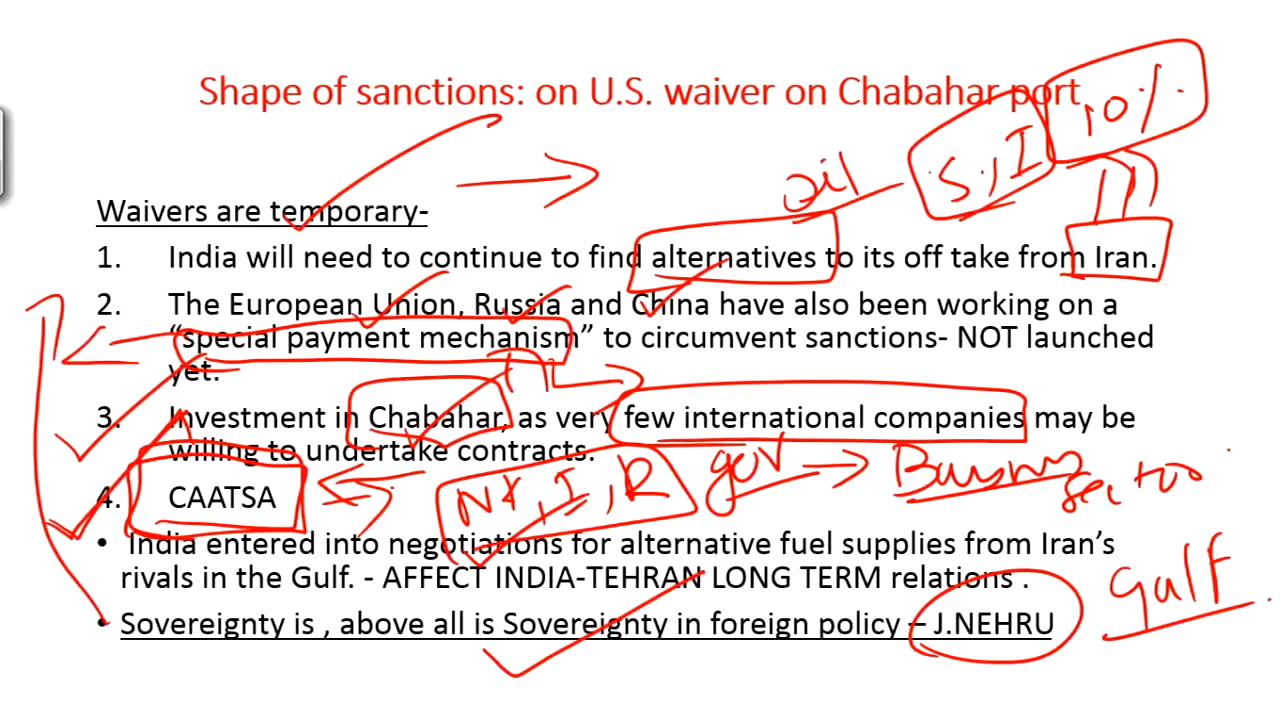 Shape of sanctions: on U.S. waiver on Chabahar port
10%
S, I
oil
Waivers are temporary-
1. India will need to continue to find alternatives to its off take from Iran.
2. The European Union, Russia and China have also been working on a
“special payment mechanism” to circumvent sanctions- NOT launched
yet.
3. Investment in Chabahar, as very few international companies may be
willing to undertake contracts.
gov
4. CAATSA
• India entered into negotiations for alternative fuel supplies from Iran’s
rivals in the Gulf. - AFFECT INDIA-TEHRAN LONG TERM relations .
Gulf
• Sovereignty is , above all is Sovereignty in foreign policy – J.NEHRU